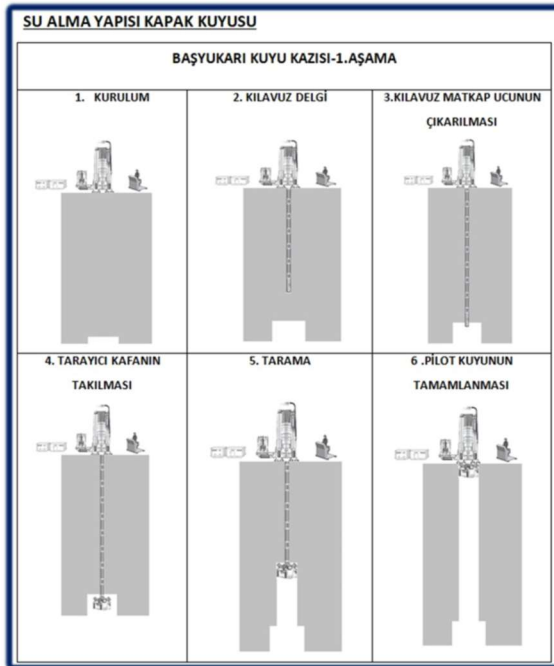 SU ALMA YAPISI KAPAK KUYUSU
BAŞYUKARI KUYU KAZISI-1.AŞAMA
1. KURULUM
2. KILAVUZ DELGİ
3.KILAVUZ MATKAP UCUNUN
ÇIKARILMASI
4. TARAYICI KAFANIN
TAKILMASI
5. TARAMA
6 .PİLOT KUYUNUN
TAMAMLANMASI